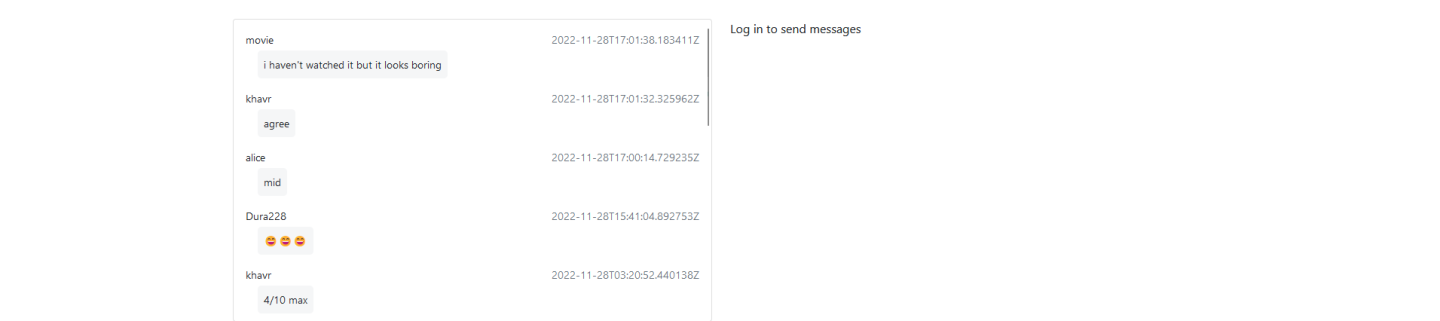 movie 2022-11-28T17:01:38.183411Z
i haven't watched it but it looks boring
khavr 2022-11-28T17:01:32.325962Z
agree
alice 2022-11-28T17:00:14.729235Z
mid
Dura228 2022-11-28T15:41:04.892753Z
😄😄😄
khavr 2022-11-28T03:20:52.440138Z
4/10 max
Log in to send messages